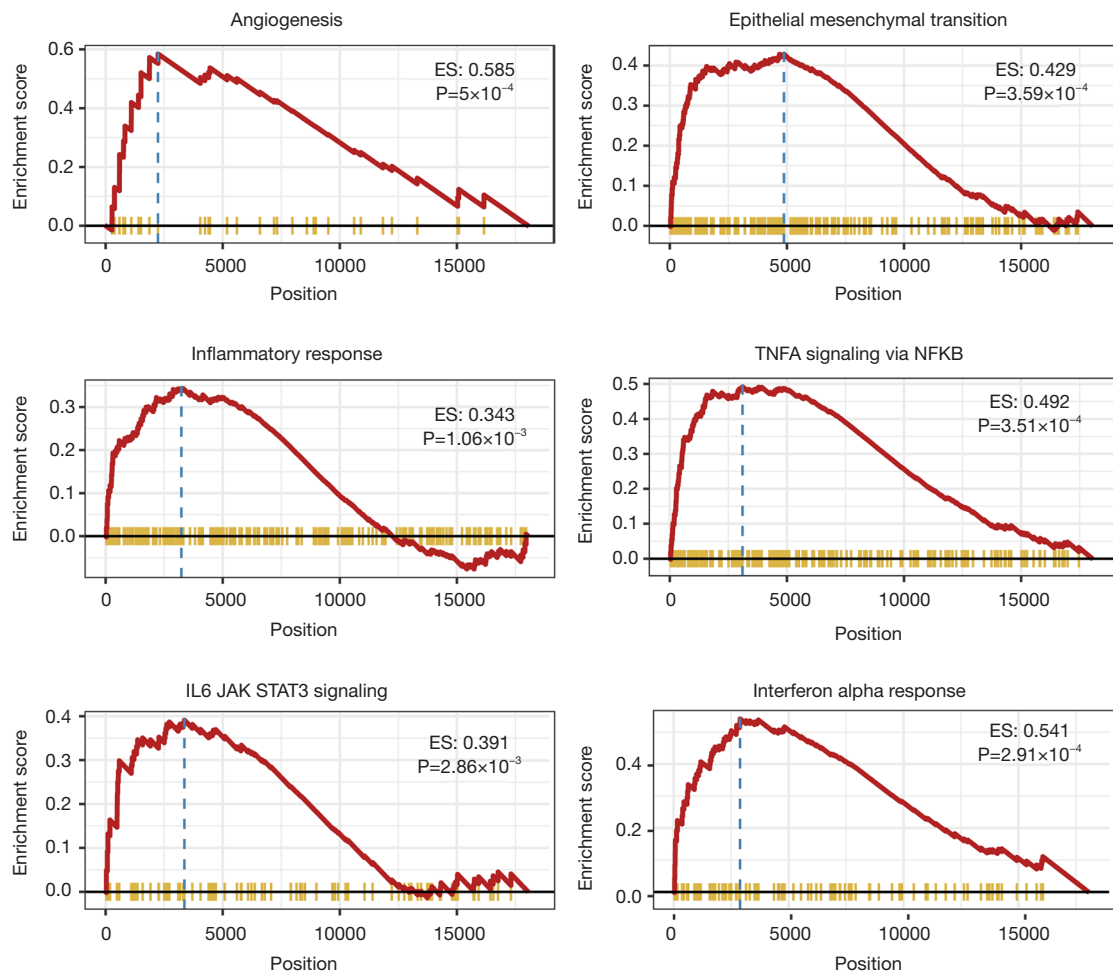 Angiogenesis
Enrichment score
0.6
0.4
0.2
0.0
ES: 0.585
P=5×10⁻⁴
0 5000 10000 15000
Position
Epithelial mesenchymal transition
Enrichment score
0.4
0.3
0.2
0.1
0.0
ES: 0.429
P=3.59×10⁻⁴
0 5000 10000 15000
Position
Inflammatory response
Enrichment score
0.3
0.2
0.1
0.0
ES: 0.343
P=1.06×10⁻³
0 5000 10000 15000
Position
TNFA signaling via NFKB
Enrichment score
0.5
0.4
0.3
0.2
0.1
0.0
ES: 0.492
P=3.51×10⁻⁴
0 5000 10000 15000
Position
IL6 JAK STAT3 signaling
Enrichment score
0.4
0.3
0.2
0.1
0.0
ES: 0.391
P=2.86×10⁻³
0 5000 10000 15000
Position
Interferon alpha response
Enrichment score
0.4
0.2
0.0
ES: 0.541
P=2.91×10⁻⁴
0 5000 10000 15000
Position